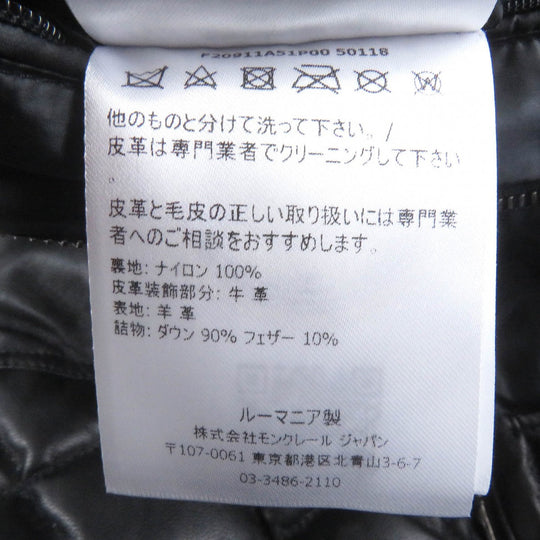 F20911A51P00 50118
他のものと分けて洗って下さい。/
皮革は専門業者でクリーニングして下さい
。
皮革と毛皮の正しい取り扱いには専門業
者へのご相談をおすすめします。
裏地: ナイロン 100%
皮革装飾部分: 牛 革
表地: 羊 革
詰物: ダウン 90% フェザー 10%
ルーマニア製
株式会社モンクレール ジャパン
〒107-0061 東京都港区北青山3-6-7
03-3486-2110